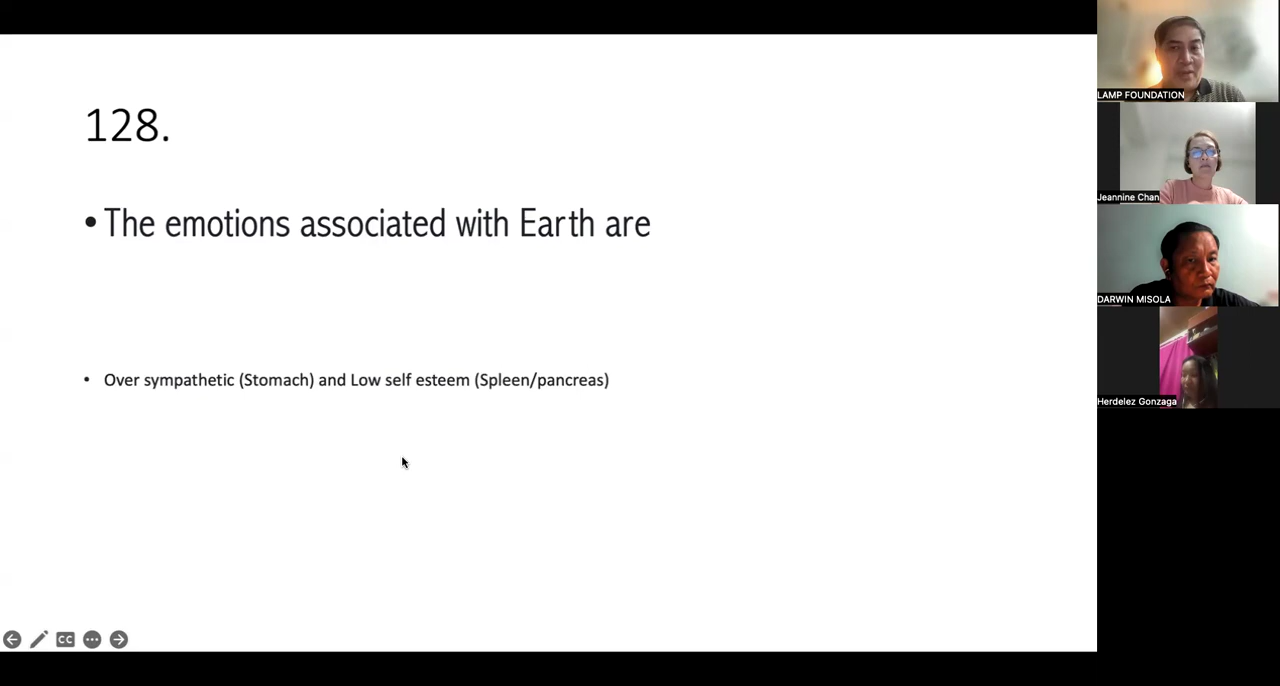 128.
• The emotions associated with Earth are
• Over sympathetic (Stomach) and Low self esteem (Spleen/pancreas)
CC
LAMP FOUNDATION
Jeannine Chan
DARWIN MISOLA
Herdelez Gonzaga